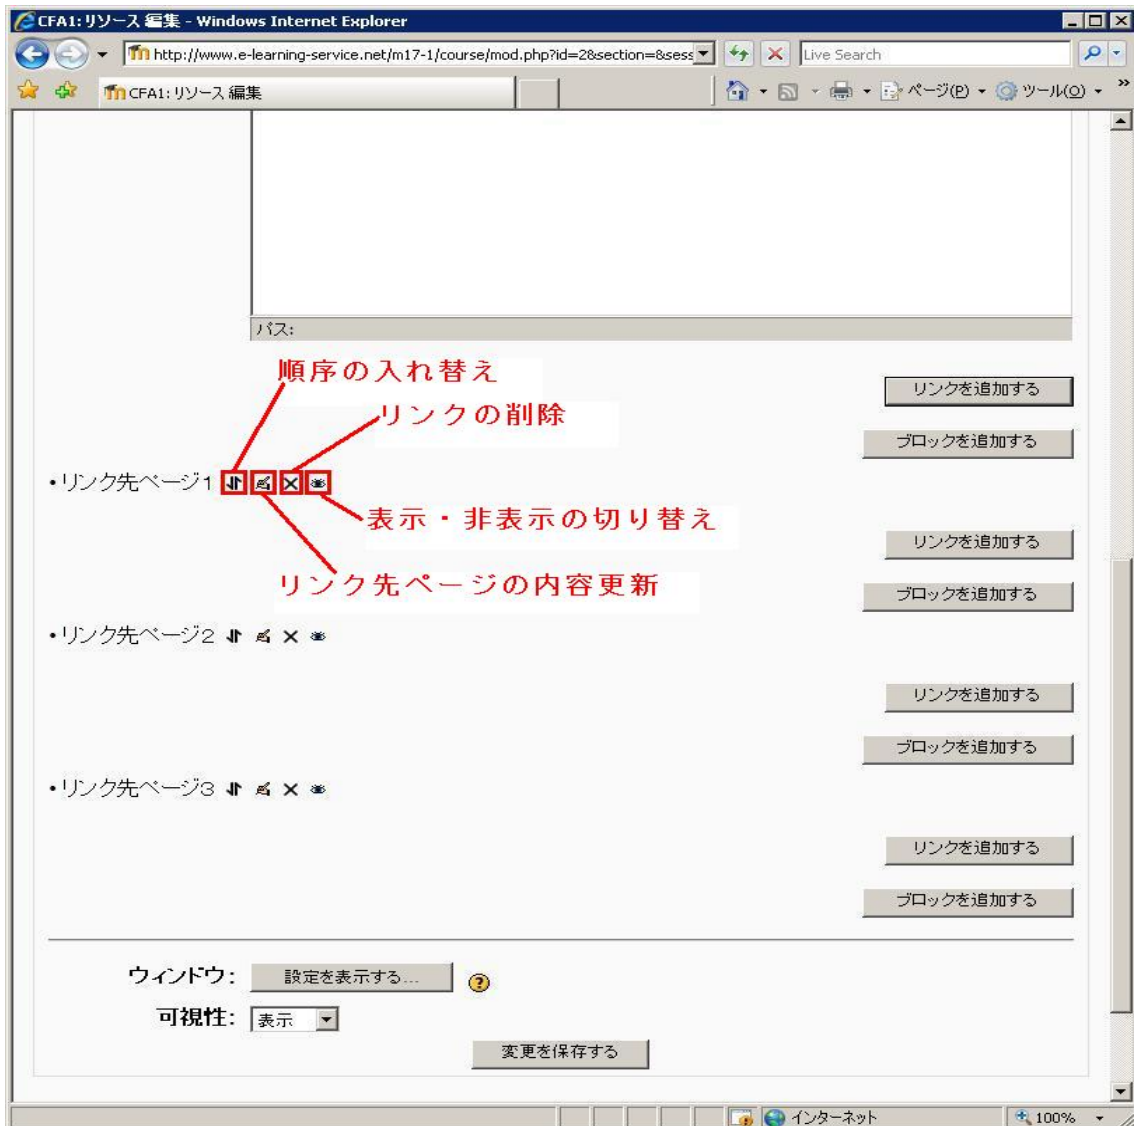 CFA1: リソース 編集 - Windows Internet Explorer
http://www.e-learning-service.net/m17-1/course/mod.php?id=2&section=&sess
Live Search
CFA1: リソース 編集
ページ(P)
ツール(O)
»
パス:
順序の入れ替え
リンクを追加する
リンクの削除
ブロックを追加する
・リンク先ページ1
表示・非表示の切り替え
リンクを追加する
リンク先ページの内容更新
ブロックを追加する
・リンク先ページ2
リンクを追加する
ブロックを追加する
・リンク先ページ3
リンクを追加する
ブロックを追加する
ウィンドウ: 設定を表示する... ?
可視性: 表示
変更を保存する
インターネット
100%